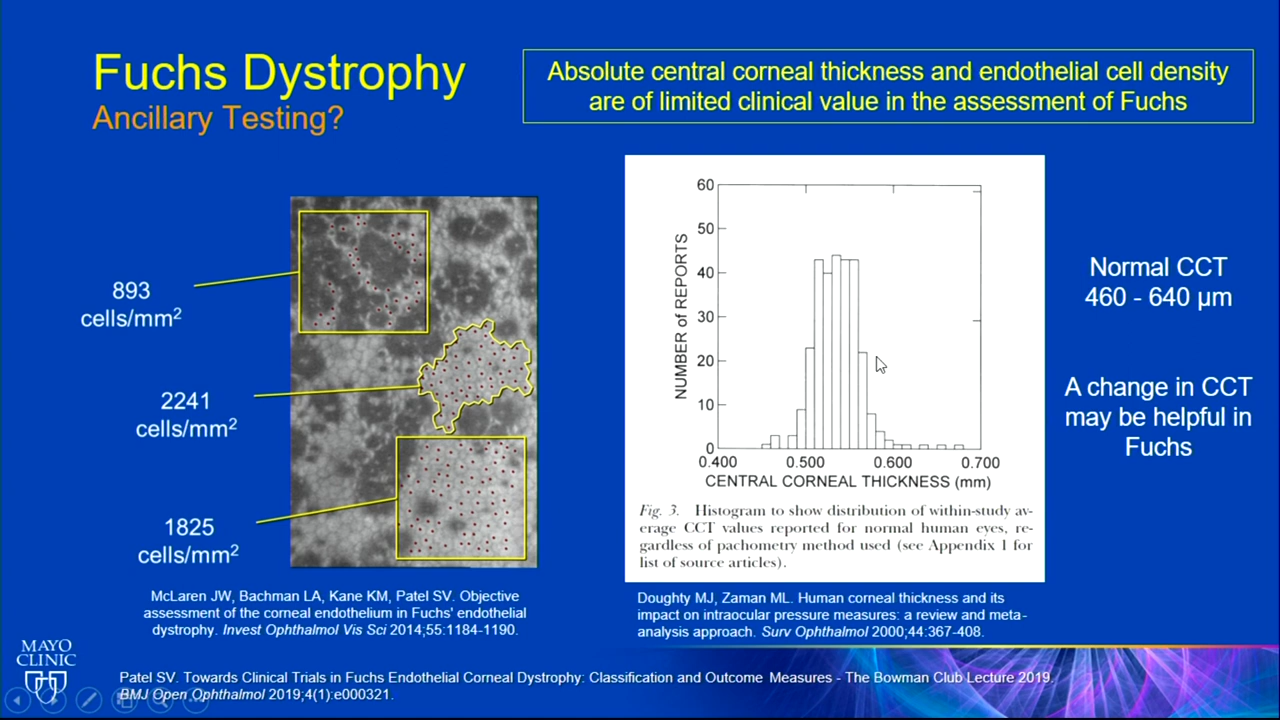 Fuchs Dystrophy
Ancillary Testing?
Absolute central corneal thickness and endothelial cell density
are of limited clinical value in the assessment of Fuchs
893
cells/mm²
2241
cells/mm²
1825
cells/mm²
McLaren JW, Bachman LA, Kane KM, Patel SV. Objective
assessment of the corneal endothelium in Fuchs' endothelial
dystrophy. Invest Ophthalmol Vis Sci 2014;55:1184-1190.
NUMBER of REPORTS
60
50
40
30
20
10
0
0.400 0.500 0.600 0.700
CENTRAL CORNEAL THICKNESS (mm)
Fig. 3. Histogram to show distribution of within-study av-
erage CCT values reported for normal human eyes, re-
gardless of pachometry method used (see Appendix 1 for
list of source articles).
Doughty MJ, Zaman ML. Human corneal thickness and its
impact on intraocular pressure measures: a review and meta-
analysis approach. Surv Ophthalmol 2000;44:367-408.
Normal CCT
460 - 640 µm
A change in CCT
may be helpful in
Fuchs
MAYO
CLINIC
Patel SV. Towards Clinical Trials in Fuchs Endothelial Corneal Dystrophy: Classification and Outcome Measures - The Bowman Club Lecture 2019.
BMJ Open Ophthalmol 2019;4(1):e000321.